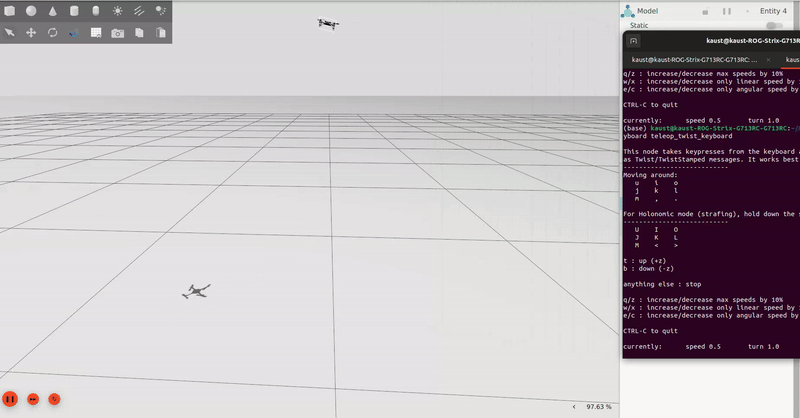 Model
Entity 4
Static
kaust@kaust-ROG-Strix-G713R
kaust@kaust-ROG-Strix-G713RC-G713RC: ...
×
kaus
q/z : increase/decrease max speeds by 10%
w/x : increase/decrease only linear speed by
e/c : increase/decrease only angular speed by
CTRL-C to quit
currently: speed 0.5 turn 1.0
(base) kaust@kaust-ROG-Strix-G713RC-G713RC:~/
yboard teleop_twist_keyboard
This node takes keypresses from the keyboard a
as Twist/TwistStamped messages. It works best
---------------------------
Moving around:
u i o
j k l
m , .
For Holonomic mode (strafing), hold down the s
---------------------------
U I O
J K L
M < >
t : up (+z)
b : down (-z)
anything else : stop
q/z : increase/decrease max speeds by 10%
w/x : increase/decrease only linear speed by
e/c : increase/decrease only angular speed by
CTRL-C to quit
currently: speed 0.5 turn 1.0
< 97.63 %